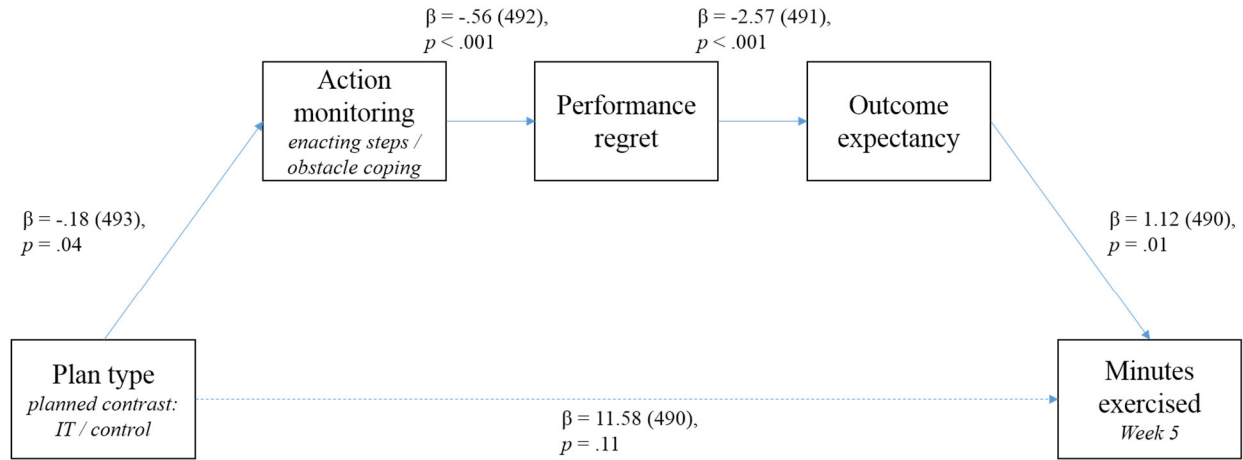 β = -.56 (492),
p < .001
β = -2.57 (491),
p < .001
Action
monitoring
enacting steps /
obstacle coping
Performance
regret
Outcome
expectancy
β = -.18 (493),
p = .04
β = 1.12 (490),
p = .01
Plan type
planned contrast:
IT / control
β = 11.58 (490),
p = .11
Minutes
exercised
Week 5